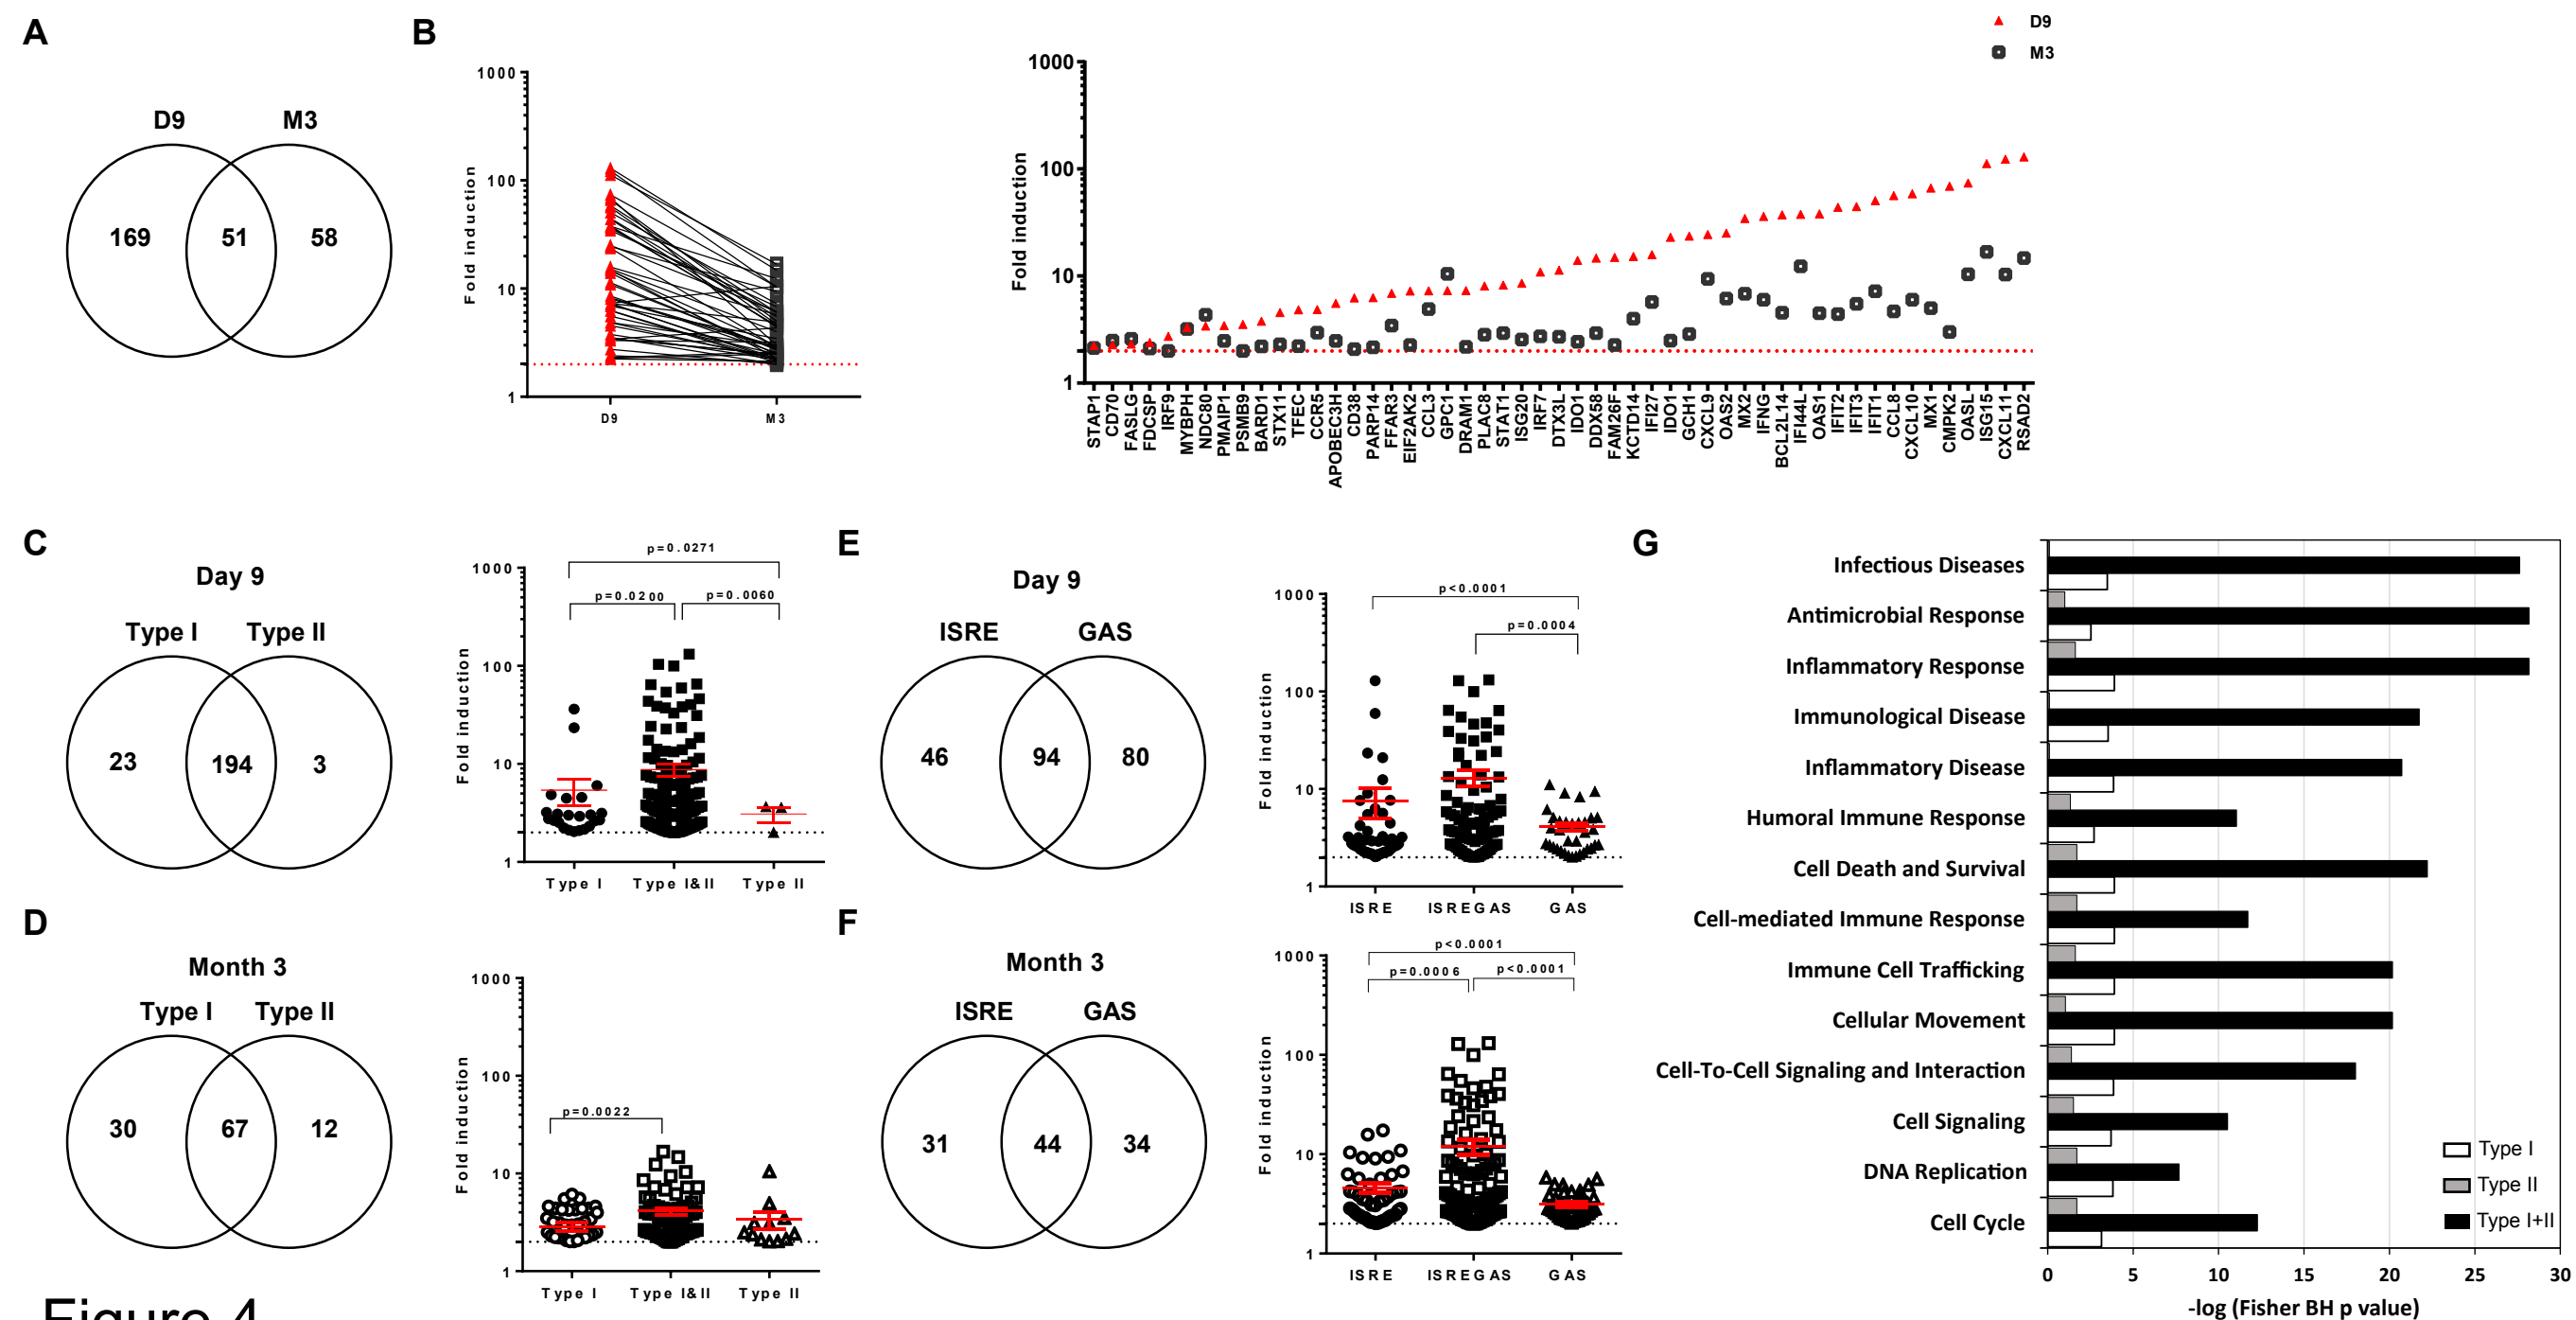 A
D9 M3
169 51 58
B
Fold induction
1000
100
10
1
D9 M3
D9
M3
Fold induction
1000
100
10
1
STAP1
CD70
FASLG
FDCSP
IRF9
MYBPH
NDC80
PMAIP1
PSMB9
BARD1
STX11
TFEC
CCR5
APOBEC3H
CD38
PARP14
FFAR3
EIF2AK2
CCL3
GPC1
DRAM1
PLAC8
STAT1
ISG20
IRF7
DTX3L
IDO1
DDX58
FAM26F
KCTD14
IFI27
IDO1
GCH1
CXCL9
OAS2
MX2
IFNG
BCL2L14
IFI44L
OAS1
IFIT2
IFIT3
IFIT1
CCL8
CXCL10
MX1
CMPK2
OASL
ISG15
CXCL11
RSAD2
C
Day 9
Type I Type II
23 194 3
Fold induction
1000
100
10
1
p=0.0271
p=0.0200 p=0.0060
Type I Type I&II Type II
D
Month 3
Type I Type II
30 67 12
Fold induction
1000
100
10
1
p=0.0022
Type I Type I&II Type II
E
Day 9
ISRE GAS
46 94 80
Fold induction
1000
100
10
1
p<0.0001
p=0.0004
ISRE ISREGAS GAS
F
Month 3
ISRE GAS
31 44 34
Fold induction
1000
100
10
1
p<0.0001
p=0.0006 p<0.0001
ISRE ISREGAS GAS
G
Infectious Diseases
Antimicrobial Response
Inflammatory Response
Immunological Disease
Inflammatory Disease
Humoral Immune Response
Cell Death and Survival
Cell-mediated Immune Response
Immune Cell Trafficking
Cellular Movement
Cell-To-Cell Signaling and Interaction
Cell Signaling
DNA Replication
Cell Cycle
Type I
Type II
Type I+II
0 5 10 15 20 25 30
-log (Fisher BH p value)
Figure 4